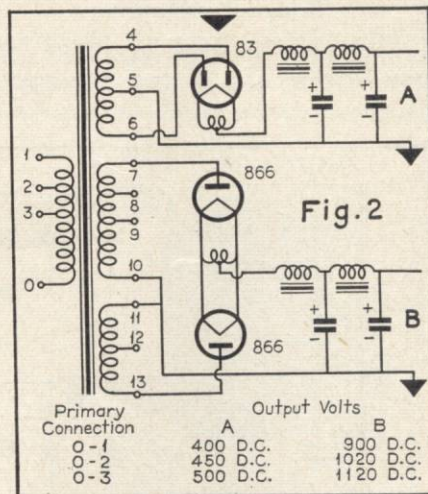 4
83
5
6
A
1
2
3
0
7
866
8
9
10
Fig. 2
11
12
13
866
B
Primary Connection Output Volts
A B
0-1 400 D.C. 900 D.C.
0-2 450 D.C. 1020 D.C.
0-3 500 D.C. 1120 D.C.